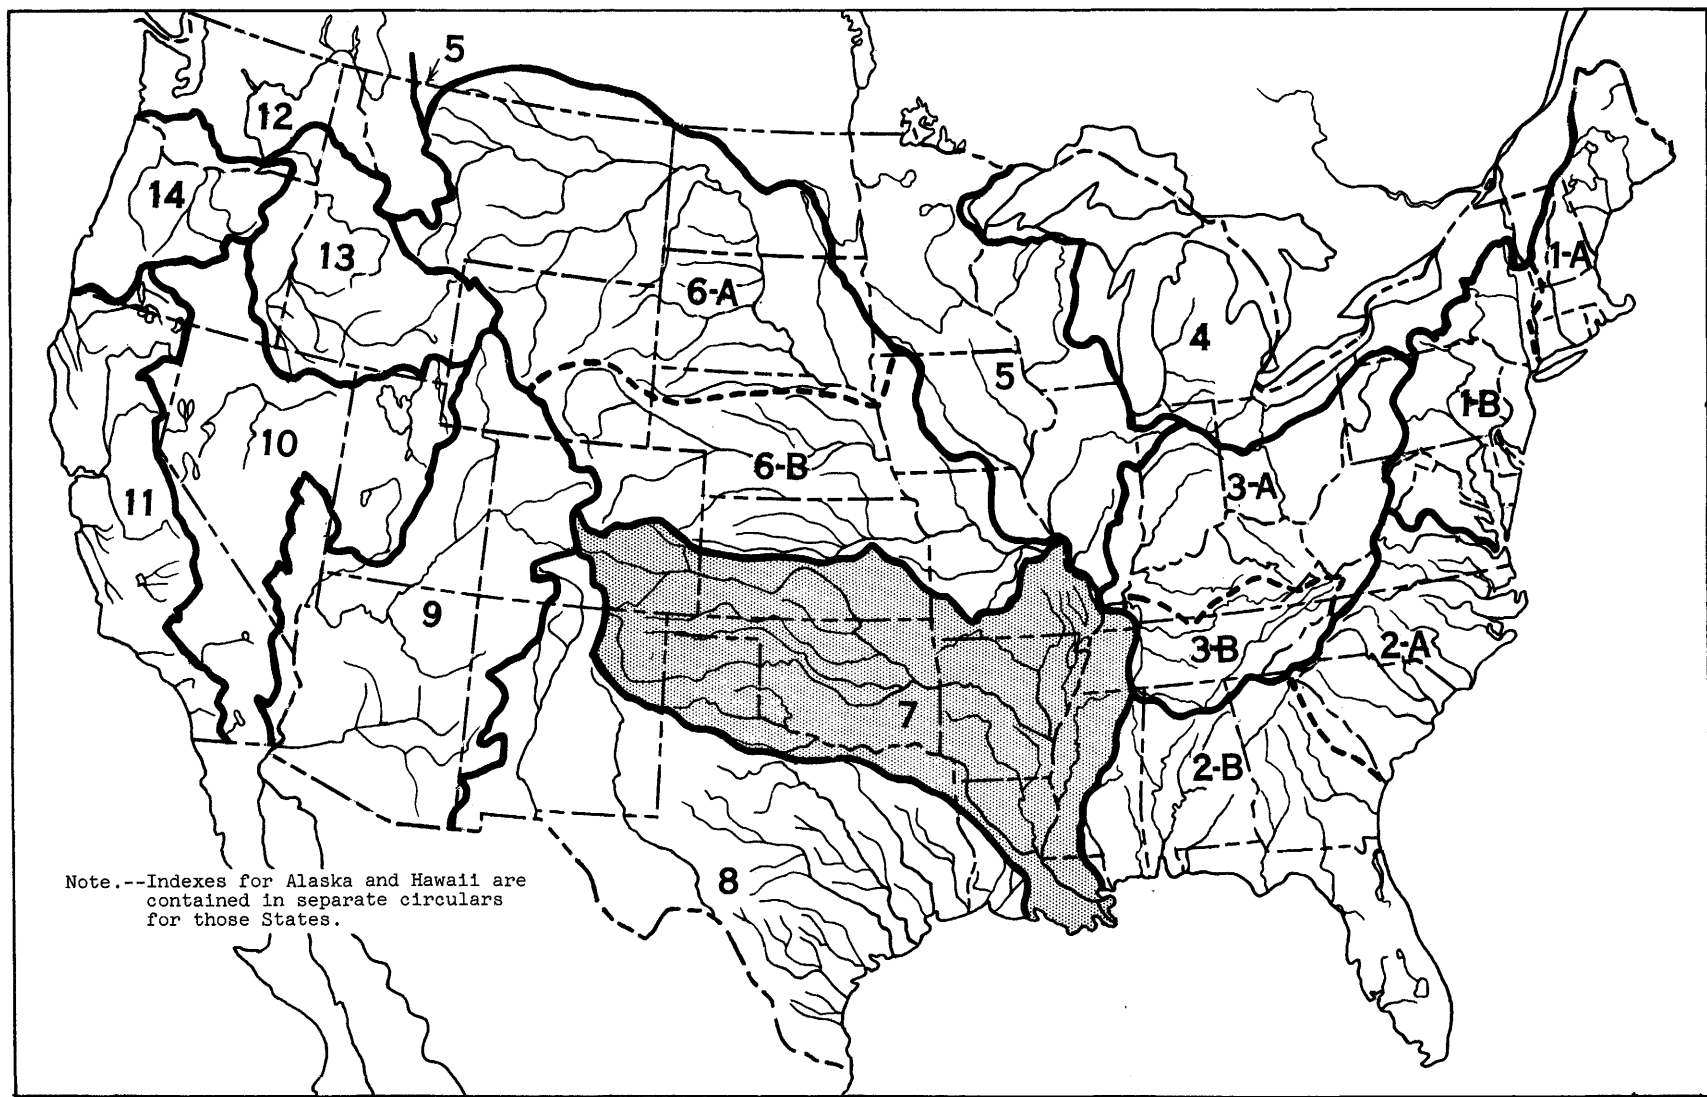 5
12
14
13
6-A
1-A
4
5
1-B
10
6-B
11
3-A
9
3-B
2-A
7
2-B
8
Note.--Indexes for Alaska and Hawaii are
contained in separate circulars
for those States.